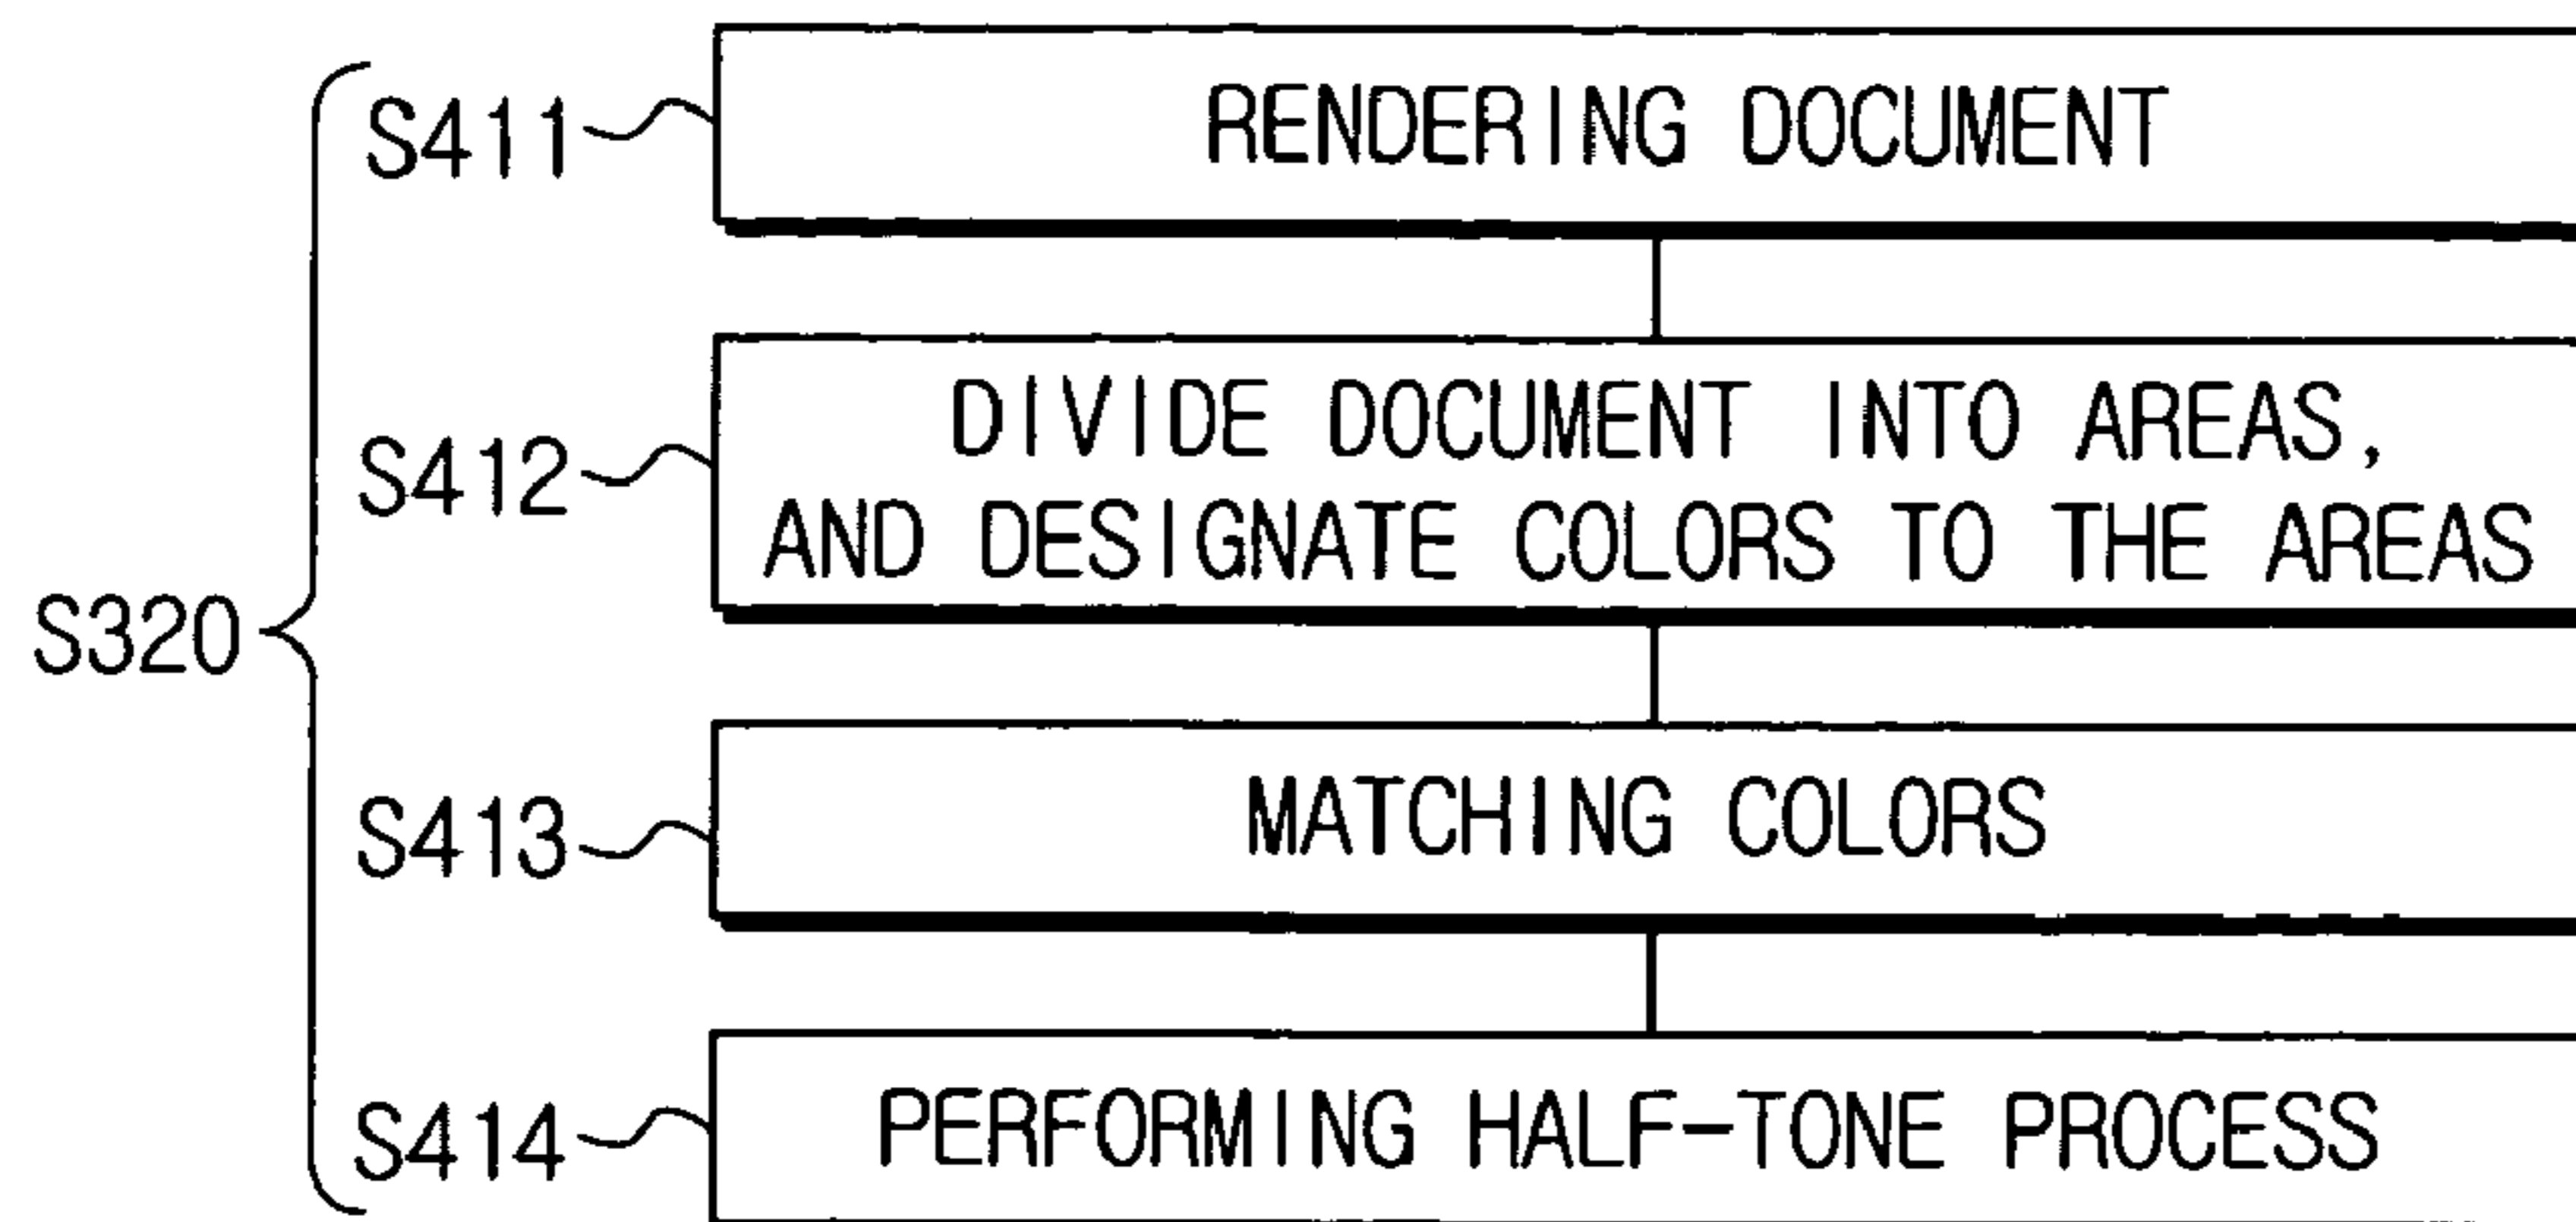 S320
S411
RENDERING DOCUMENT
S412
DIVIDE DOCUMENT INTO AREAS,
AND DESIGNATE COLORS TO THE AREAS
S413
MATCHING COLORS
S414
PERFORMING HALF-TONE PROCESS